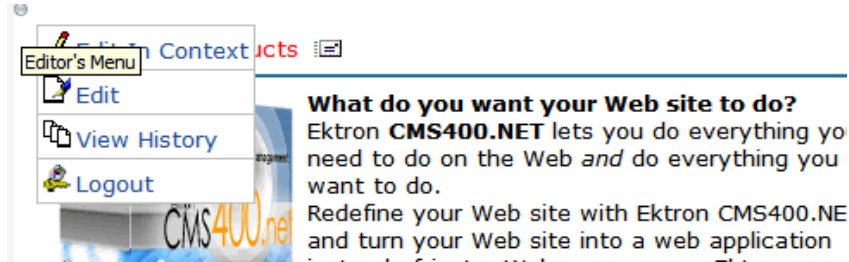 Edit In Context
ucts
Editor's Menu
Edit
View History
Logout
What do you want your Web site to do?
Ektron CMS400.NET lets you do everything you
need to do on the Web and do everything you
want to do.
Redefine your Web site with Ektron CMS400.NE
and turn your Web site into a web application
CMS400.net